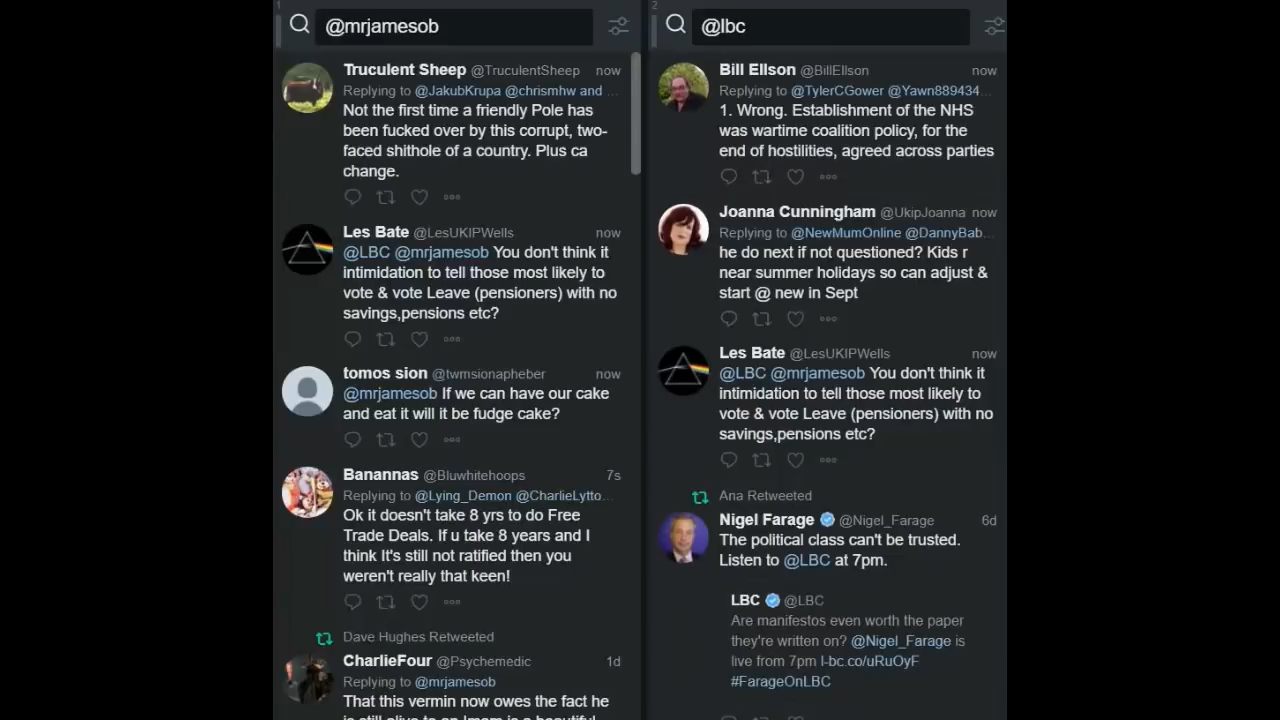 1
@mrjamesob
Truculent Sheep @TruculentSheep now
Replying to @JakubKrupa @chrismhw and ...
Not the first time a friendly Pole has
been fucked over by this corrupt, two-
faced shithole of a country. Plus ca
change.
Les Bate @LesUKIPWells now
@LBC @mrjamesob You don't think it
intimidation to tell those most likely to
vote & vote Leave (pensioners) with no
savings,pensions etc?
tomos sion @twmsionapheber now
@mrjamesob If we can have our cake
and eat it will it be fudge cake?
Banannas @Bluwhitehoops 7s
Replying to @Lying_Demon @CharlieLytto...
Ok it doesn't take 8 yrs to do Free
Trade Deals. If u take 8 years and I
think It's still not ratified then you
weren't really that keen!
Dave Hughes Retweeted
CharlieFour @Psychemedic 1d
Replying to @mrjamesob
That this vermin now owes the fact he
is still alive to an Imam is a beautiful
2
@lbc
Bill Ellson @BillEllson now
Replying to @TylerCGower @Yawn889434...
1. Wrong. Establishment of the NHS
was wartime coalition policy, for the
end of hostilities, agreed across parties
Joanna Cunningham @UkipJoanna now
Replying to @NewMumOnline @DannyBab...
he do next if not questioned? Kids r
near summer holidays so can adjust &
start @ new in Sept
Les Bate @LesUKIPWells now
@LBC @mrjamesob You don't think it
intimidation to tell those most likely to
vote & vote Leave (pensioners) with no
savings,pensions etc?
Ana Retweeted
Nigel Farage @Nigel_Farage 6d
The political class can't be trusted.
Listen to @LBC at 7pm.
LBC @LBC
Are manifestos even worth the paper
they're written on? @Nigel_Farage is
live from 7pm l-bc.co/uRuOyF
#FarageOnLBC